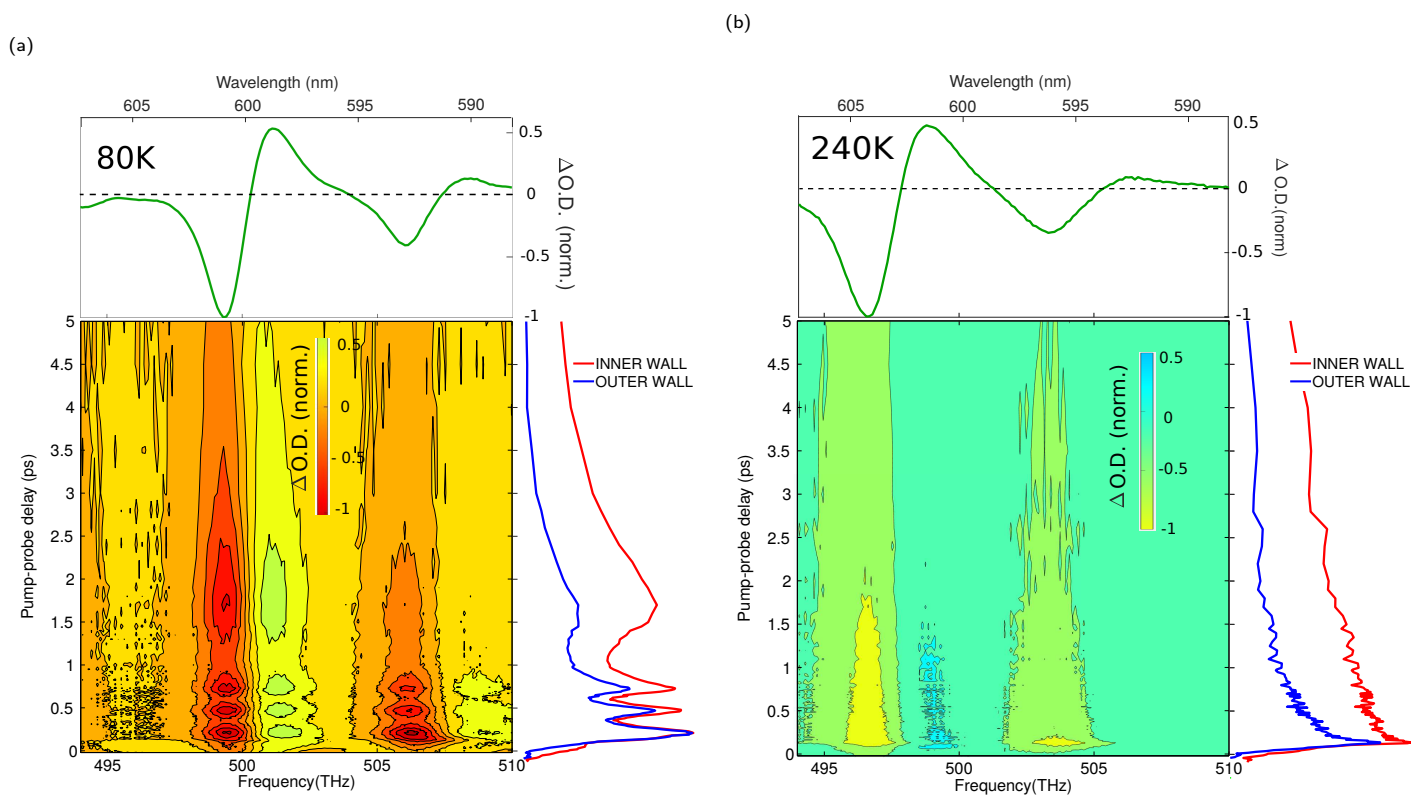 (a)
Wavelength (nm)
605 600 595 590
80K
0.5
0
-0.5
-1
Δ O.D. (norm.)
5
4.5
4
3.5
3
2.5
2
1.5
1
0.5
0
Pump-probe delay (ps)
0.5
0
- 0.5
-1
Δ O.D. (norm.)
INNER WALL
OUTER WALL
495 500 505 510
Frequency(THz)
(b)
Wavelength (nm)
605 600 595 590
240K
0.5
0
-0.5
-1
Δ O.D.(norm)
5
4.5
4
3.5
3
2.5
2
1.5
1
0.5
0
Pump-probe delay (ps)
0.5
0
-0.5
-1
Δ O.D. (norm.)
INNER WALL
OUTER WALL
495 500 505 510
Frequency(THz)